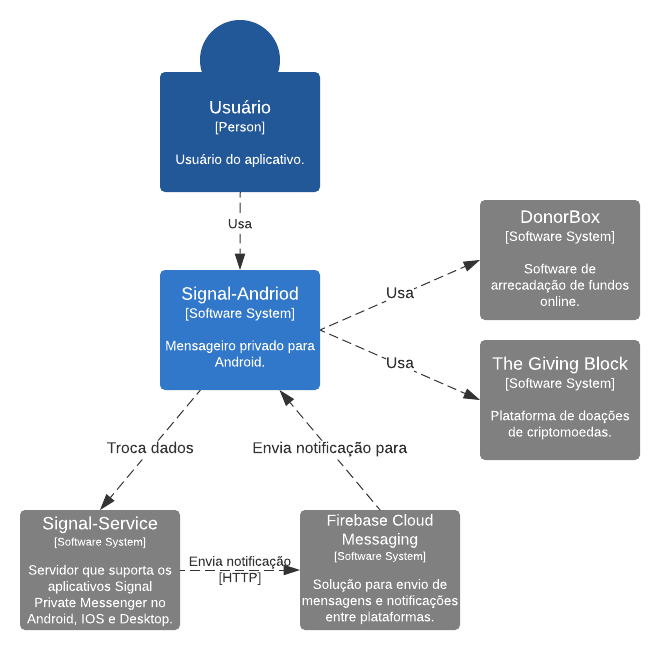 Usuário
[Person]
Usuário do aplicativo.
Usa
Signal-Andriod
[Software System]
Mensageiro privado para
Android.
Usa
DonorBox
[Software System]
Software de
arrecadação de fundos
online.
Usa
The Giving Block
[Software System]
Plataforma de doações
de criptomoedas.
Troca dados
Envia notificação para
Signal-Service
[Software System]
Servidor que suporta os
aplicativos Signal
Private Messenger no
Android, IOS e Desktop.
Envia notificação
[HTTP]
Firebase Cloud
Messaging
[Software System]
Solução para envio de
mensagens e notificações
entre plataformas.